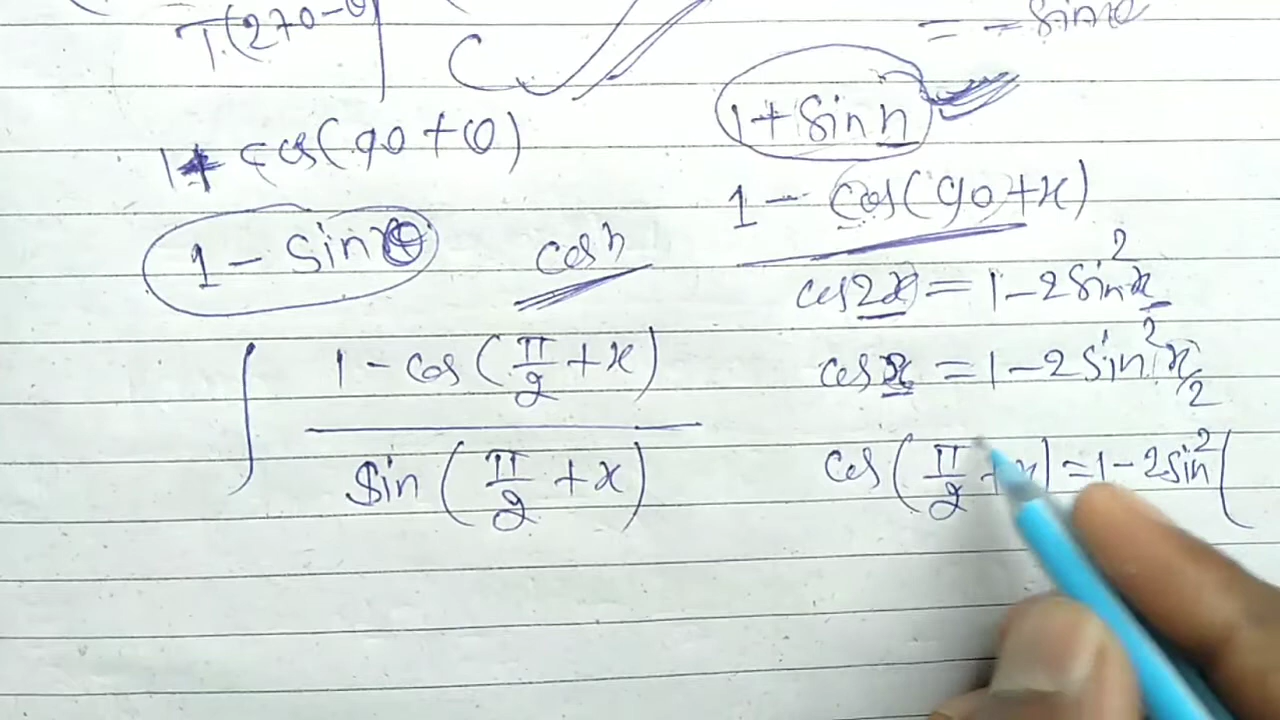 T(270-θ)
= - sinθ
1 + sin x
1 + cos(90+θ)
1 - cos(90+x)
1 - sinθ
cos x
cos2x = 1-2sin²x
∫ 1 - cos(π/2 + x) / sin(π/2 + x)
cos x = 1-2sin² x/2
cos(π/2 + x) = 1-2sin²(